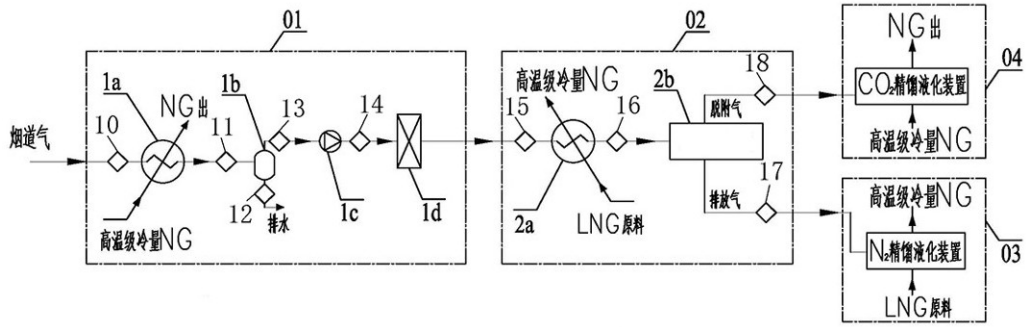 01
1a
NG出
1b
10
11
13
14
烟道气
12
排水
1c
1d
高温级冷量NG
02
高温级冷量NG
2b
18
15
16
脱附气
17
排放气
2a
LNG原料
NG出
04
CO₂精馏液化装置
高温级冷量NG
高温级冷量NG
N₂精馏液化装置
03
LNG原料